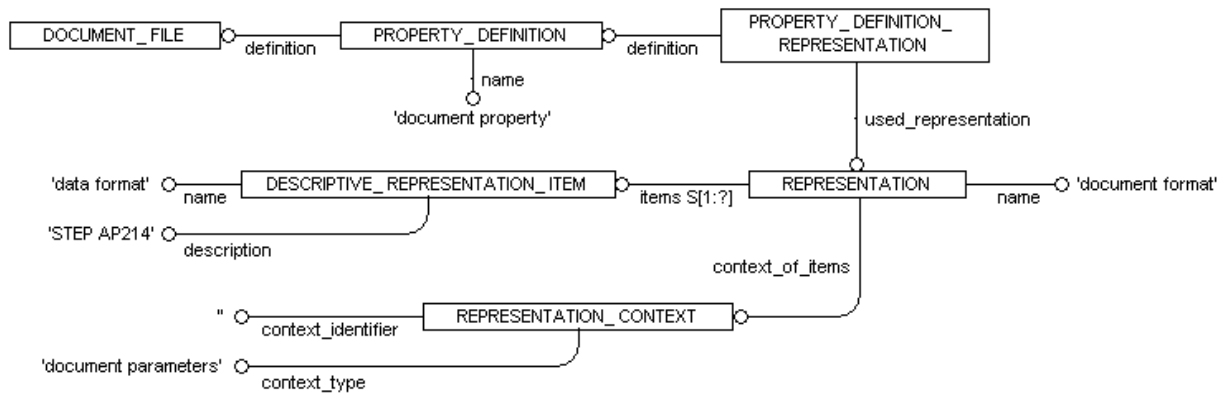 DOCUMENT_FILE
definition
PROPERTY_DEFINITION
definition
PROPERTY_DEFINITION_
REPRESENTATION
name
'document property'
used_representation
'data format'
name
DESCRIPTIVE_REPRESENTATION_ITEM
items S[1:?]
REPRESENTATION
name
'document format'
'STEP AP214'
description
context_of_items
''
context_identifier
REPRESENTATION_CONTEXT
'document parameters'
context_type